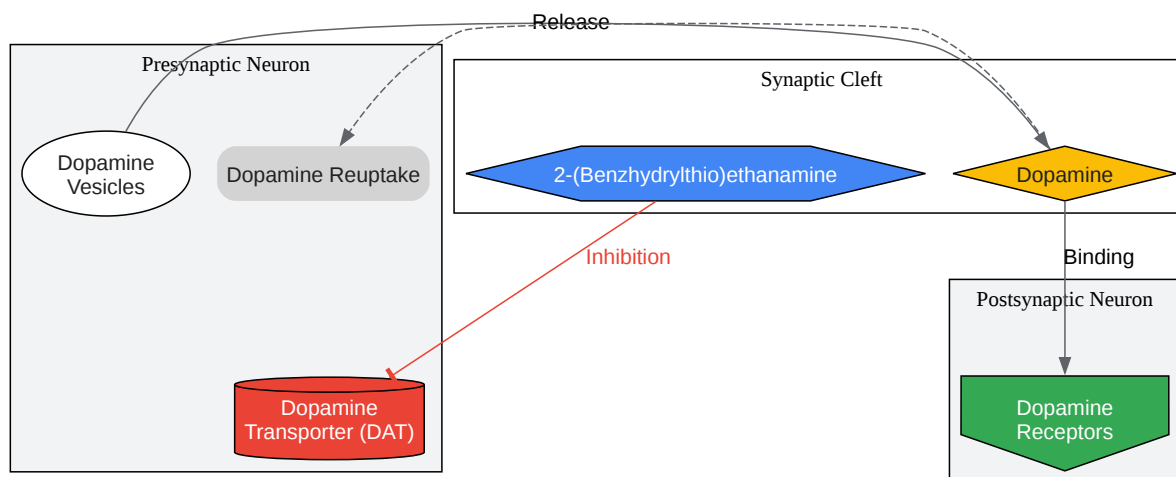 Release
Presynaptic Neuron
Synaptic Cleft
Dopamine
Vesicles
Dopamine Reuptake
2-(Benzhydrylthio)ethanamine
Dopamine
Inhibition
Binding
Postsynaptic Neuron
Dopamine
Transporter (DAT)
Dopamine
Receptors